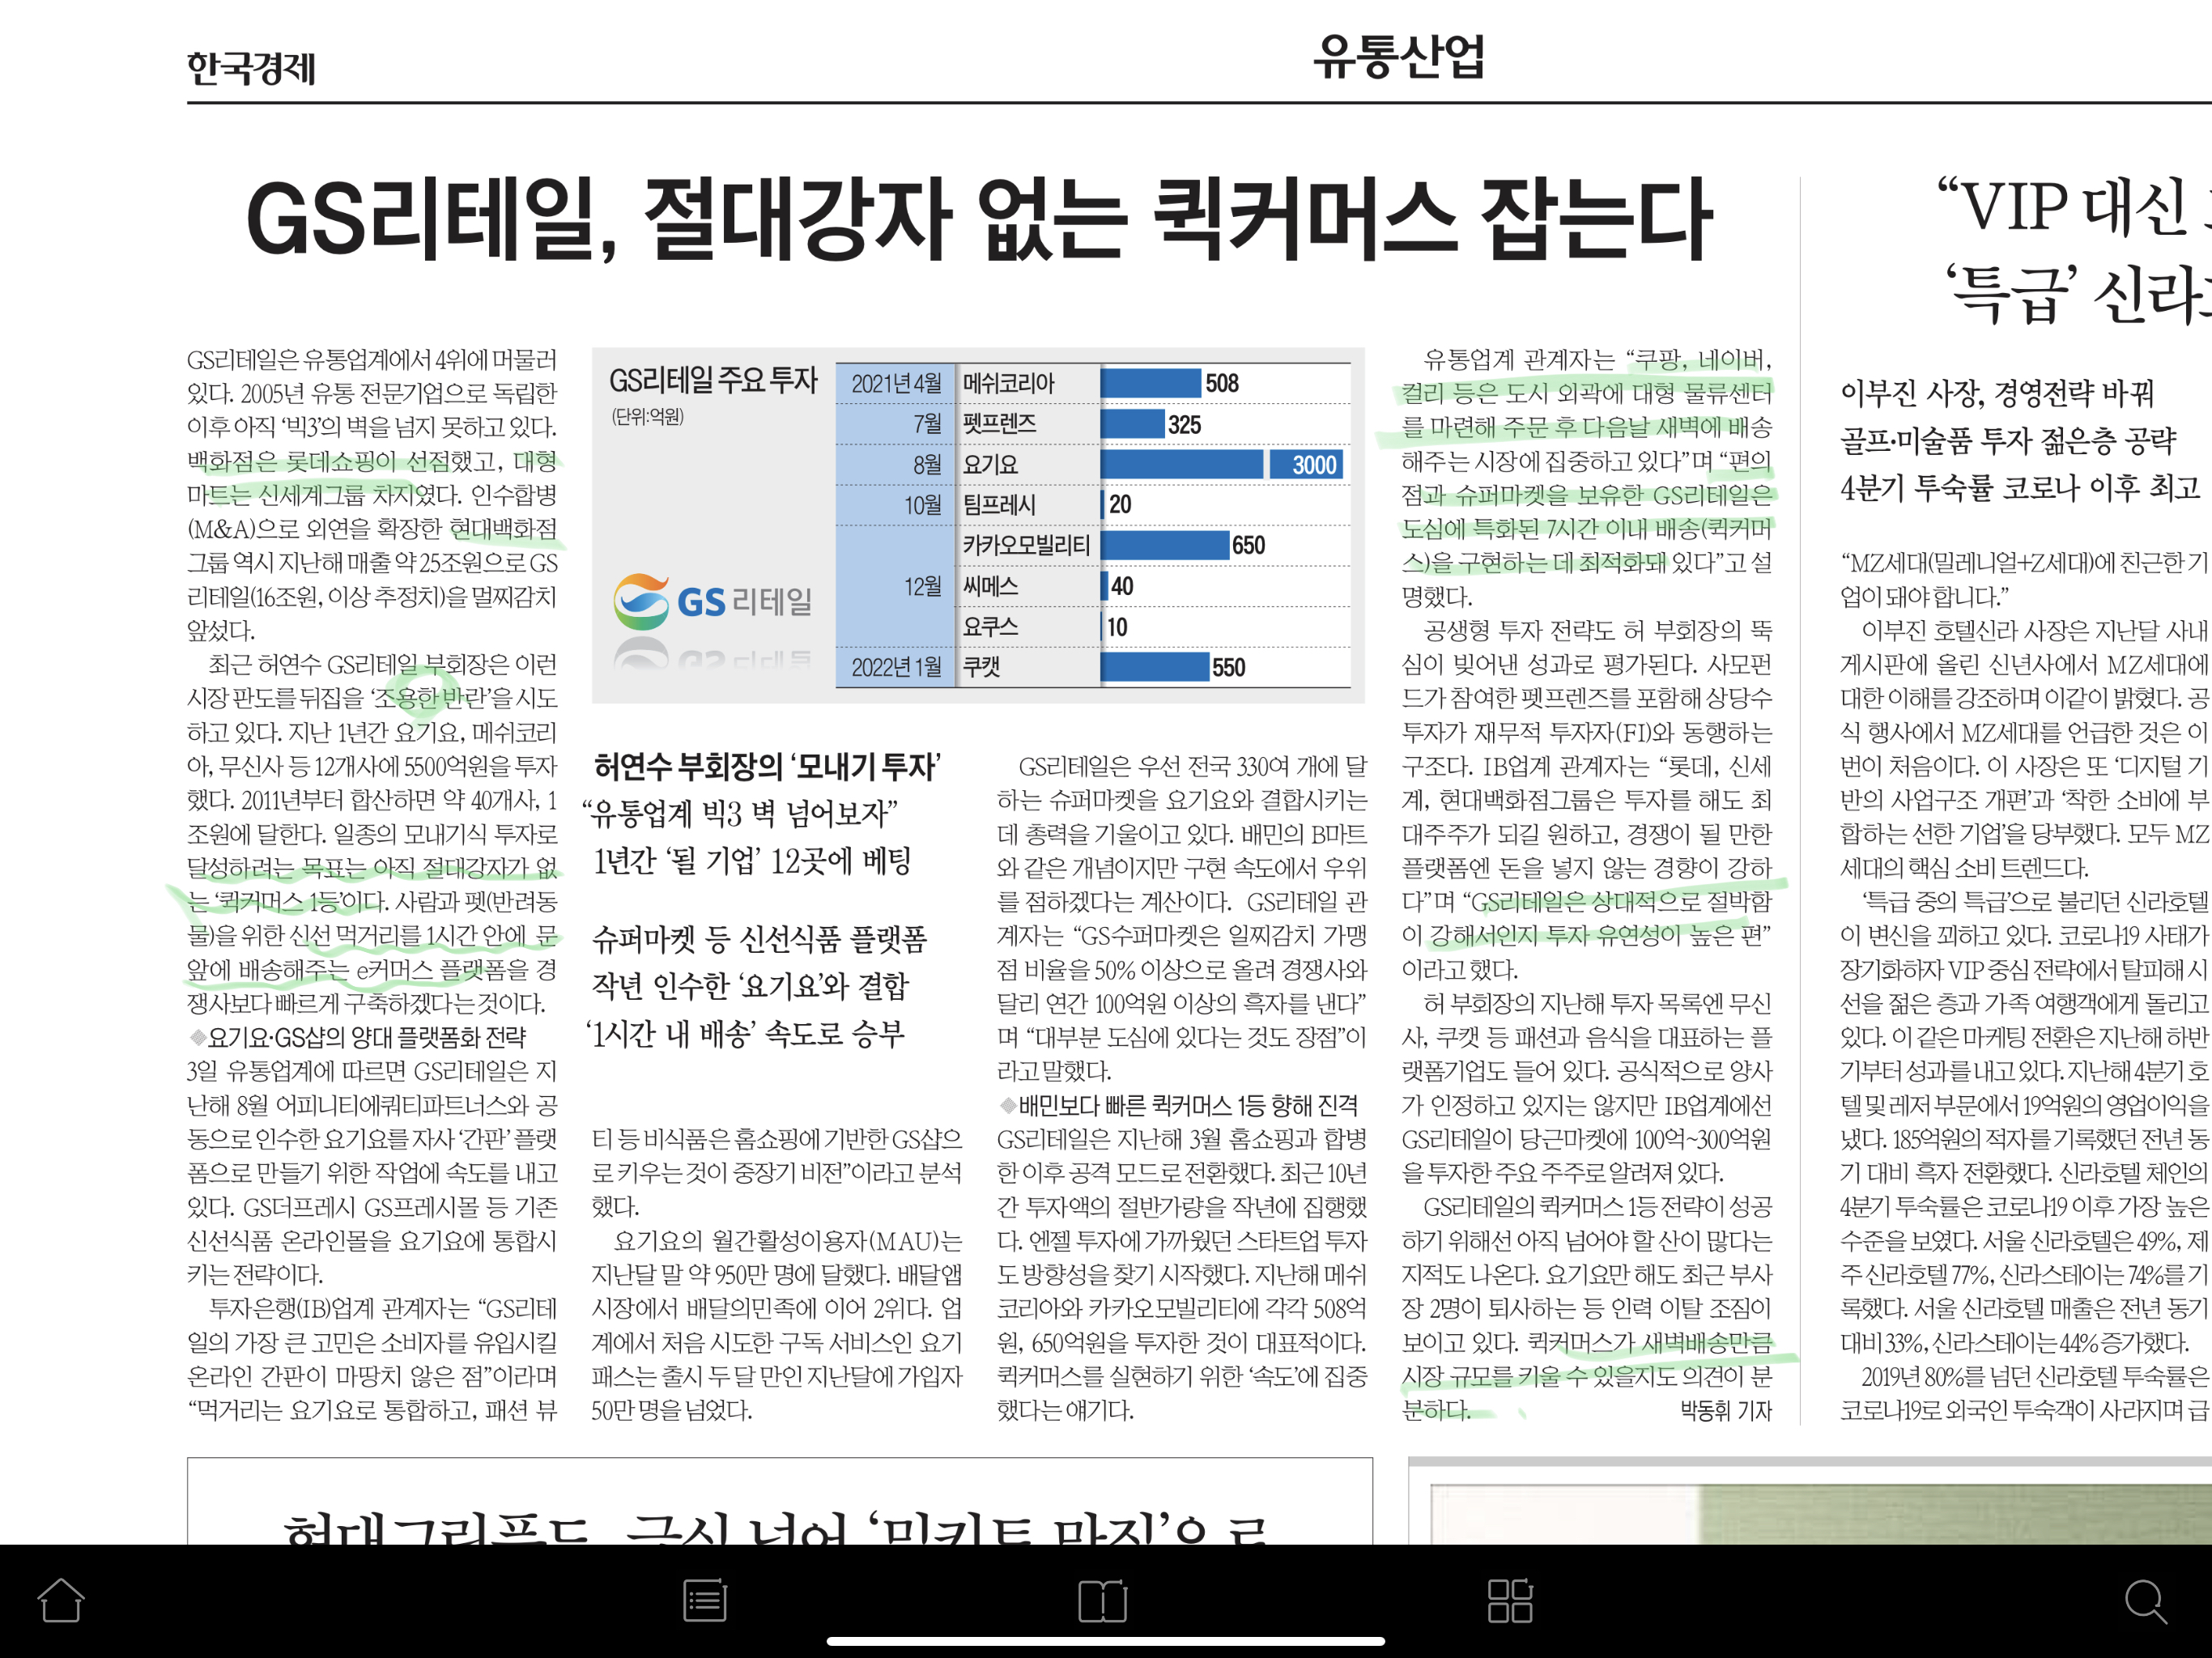 한국경제
유통산업
GS리테일, 절대강자 없는 퀵커머스 잡는다
GS리테일은 유통업계에서 4위에 머물러
있다. 2005년 유통 전문기업으로 독립한
이후 아직 ‘빅3’의 벽을 넘지 못하고 있다.
백화점은 롯데쇼핑이 선점했고, 대형
마트는 신세계그룹 차지였다. 인수합병
(M&A)으로 외연을 확장한 현대백화점
그룹 역시 지난해 매출 약 25조원으로 GS
리테일(16조원, 이상 추정치)을 멀찌감치
앞섰다.
최근 허연수 GS리테일 부회장은 이런
시장 판도를 뒤집을 ‘조용한 반란’을 시도
하고 있다. 지난 1년간 요기요, 메쉬코리
아, 무신사 등 12개사에 5500억원을 투자
했다. 2011년부터 합산하면 약 40개사, 1
조원에 달한다. 일종의 모내기식 투자로
달성하려는 목표는 아직 절대강자가 없
는 ‘퀵커머스 1등’이다. 사람과 펫(반려동
물)을 위한 신선 먹거리를 1시간 안에 문
앞에 배송해주는 e커머스 플랫폼을 경
쟁사보다 빠르게 구축하겠다는 것이다.
◆요기요·GS샵의 양대 플랫폼화 전략
3일 유통업계에 따르면 GS리테일은 지
난해 8월 어피니티에쿼티파트너스와 공
동으로 인수한 요기요를 자사 ‘간판’ 플랫
폼으로 만들기 위한 작업에 속도를 내고
있다. GS더프레시 GS프레시몰 등 기존
신선식품 온라인몰을 요기요에 통합시
키는 전략이다.
투자은행(IB)업계 관계자는 “GS리테
일의 가장 큰 고민은 소비자를 유입시킬
온라인 간판이 마땅치 않은 점”이라며
“먹거리는 요기요로 통합하고, 패션 뷰
GS리테일 주요 투자
(단위:억원)
GS 리테일
2021년 4월 메쉬코리아 508
7월 펫프렌즈 325
8월 요기요 3000
10월 팀프레시 20
카카오모빌리티 650
12월 씨메스 40
요쿠스 10
2022년 1월 쿠캣 550
허연수 부회장의 ‘모내기 투자’
“유통업계 빅3 벽 넘어보자”
1년간 ‘될 기업’ 12곳에 베팅
슈퍼마켓 등 신선식품 플랫폼
작년 인수한 ‘요기요’와 결합
‘1시간 내 배송’ 속도로 승부
티 등 비식품은 홈쇼핑에 기반한 GS샵으
로 키우는 것이 중장기 비전”이라고 분석
했다.
요기요의 월간활성이용자(MAU)는
지난달 말 약 950만 명에 달했다. 배달앱
시장에서 배달의민족에 이어 2위다. 업
계에서 처음 시도한 구독 서비스인 요기
패스는 출시 두 달 만인 지난달에 가입자
50만 명을 넘었다.
GS리테일은 우선 전국 330여 개에 달
하는 슈퍼마켓을 요기요와 결합시키는
데 총력을 기울이고 있다. 배민의 B마트
와 같은 개념이지만 구현 속도에서 우위
를 점하겠다는 계산이다. GS리테일 관
계자는 “GS수퍼마켓은 일찌감치 가맹
점 비율을 50% 이상으로 올려 경쟁사와
달리 연간 100억원 이상의 흑자를 낸다”
며 “대부분 도심에 있다는 것도 장점”이
라고 말했다.
◆배민보다 빠른 퀵커머스 1등 향해 진격
GS리테일은 지난해 3월 홈쇼핑과 합병
한 이후 공격 모드로 전환했다. 최근 10년
간 투자액의 절반가량을 작년에 집행했
다. 엔젤 투자에 가까웠던 스타트업 투자
도 방향성을 찾기 시작했다. 지난해 메쉬
코리아와 카카오모빌리티에 각각 508억
원, 650억원을 투자한 것이 대표적이다.
퀵커머스를 실현하기 위한 ‘속도’에 집중
했다는 얘기다.
유통업계 관계자는 “쿠팡, 네이버,
컬리 등은 도시 외곽에 대형 물류센터
를 마련해 주문 후 다음날 새벽에 배송
해주는 시장에 집중하고 있다”며 “편의
점과 슈퍼마켓을 보유한 GS리테일은
도심에 특화된 7시간 이내 배송(퀵커머
스)을 구현하는 데 최적화돼 있다”고 설
명했다.
공생형 투자 전략도 허 부회장의 뚝
심이 빚어낸 성과로 평가된다. 사모펀
드가 참여한 펫프렌즈를 포함해 상당수
투자가 재무적 투자자(FI)와 동행하는
구조다. IB업계 관계자는 “롯데, 신세
계, 현대백화점그룹은 투자를 해도 최
대주주가 되길 원하고, 경쟁이 될 만한
플랫폼엔 돈을 넣지 않는 경향이 강하
다”며 “GS리테일은 상대적으로 절박함
이 강해서인지 투자 유연성이 높은 편”
이라고 했다.
허 부회장의 지난해 투자 목록엔 무신
사, 쿠캣 등 패션과 음식을 대표하는 플
랫폼기업도 들어 있다. 공식적으로 양사
가 인정하고 있지는 않지만 IB업계에선
GS리테일이 당근마켓에 100억~300억원
을 투자한 주요 주주로 알려져 있다.
GS리테일의 퀵커머스 1등 전략이 성공
하기 위해선 아직 넘어야 할 산이 많다는
지적도 나온다. 요기요만 해도 최근 부사
장 2명이 퇴사하는 등 인력 이탈 조짐이
보이고 있다. 퀵커머스가 새벽배송만큼
시장 규모를 키울 수 있을지도 의견이 분
분하다. 박동휘 기자
“VIP 대신
‘특급’ 신라
이부진 사장, 경영전략 바꿔
골프·미술품 투자 젊은층 공략
4분기 투숙률 코로나 이후 최고
“MZ세대(밀레니얼+Z세대)에 친근한 기
업이 돼야 합니다.”
이부진 호텔신라 사장은 지난달 사내
게시판에 올린 신년사에서 MZ세대에
대한 이해를 강조하며 이같이 밝혔다. 공
식 행사에서 MZ세대를 언급한 것은 이
번이 처음이다. 이 사장은 또 ‘디지털 기
반의 사업구조 개편’과 ‘착한 소비에 부
합하는 선한 기업’을 당부했다. 모두 MZ
세대의 핵심 소비 트렌드다.
‘특급 중의 특급’으로 불리던 신라호텔
이 변신을 꾀하고 있다. 코로나19 사태가
장기화하자 VIP 중심 전략에서 탈피해 시
선을 젊은 층과 가족 여행객에게 돌리고
있다. 이 같은 마케팅 전환은 지난해 하반
기부터 성과를 내고 있다. 지난해 4분기 호
텔 및 레저 부문에서 19억원의 영업이익을
냈다. 185억원의 적자를 기록했던 전년 동
기 대비 흑자 전환했다. 신라호텔 체인의
4분기 투숙률은 코로나19 이후 가장 높은
수준을 보였다. 서울 신라호텔은 49%, 제
주 신라호텔 77%, 신라스테이는 74%를 기
록했다. 서울 신라호텔 매출은 전년 동기
대비 33%, 신라스테이는 44% 증가했다.
2019년 80%를 넘던 신라호텔 투숙률은
코로나19로 외국인 투숙객이 사라지며 급
현대그린푸드, 급식 넘어 ‘밀키트 강자’으로